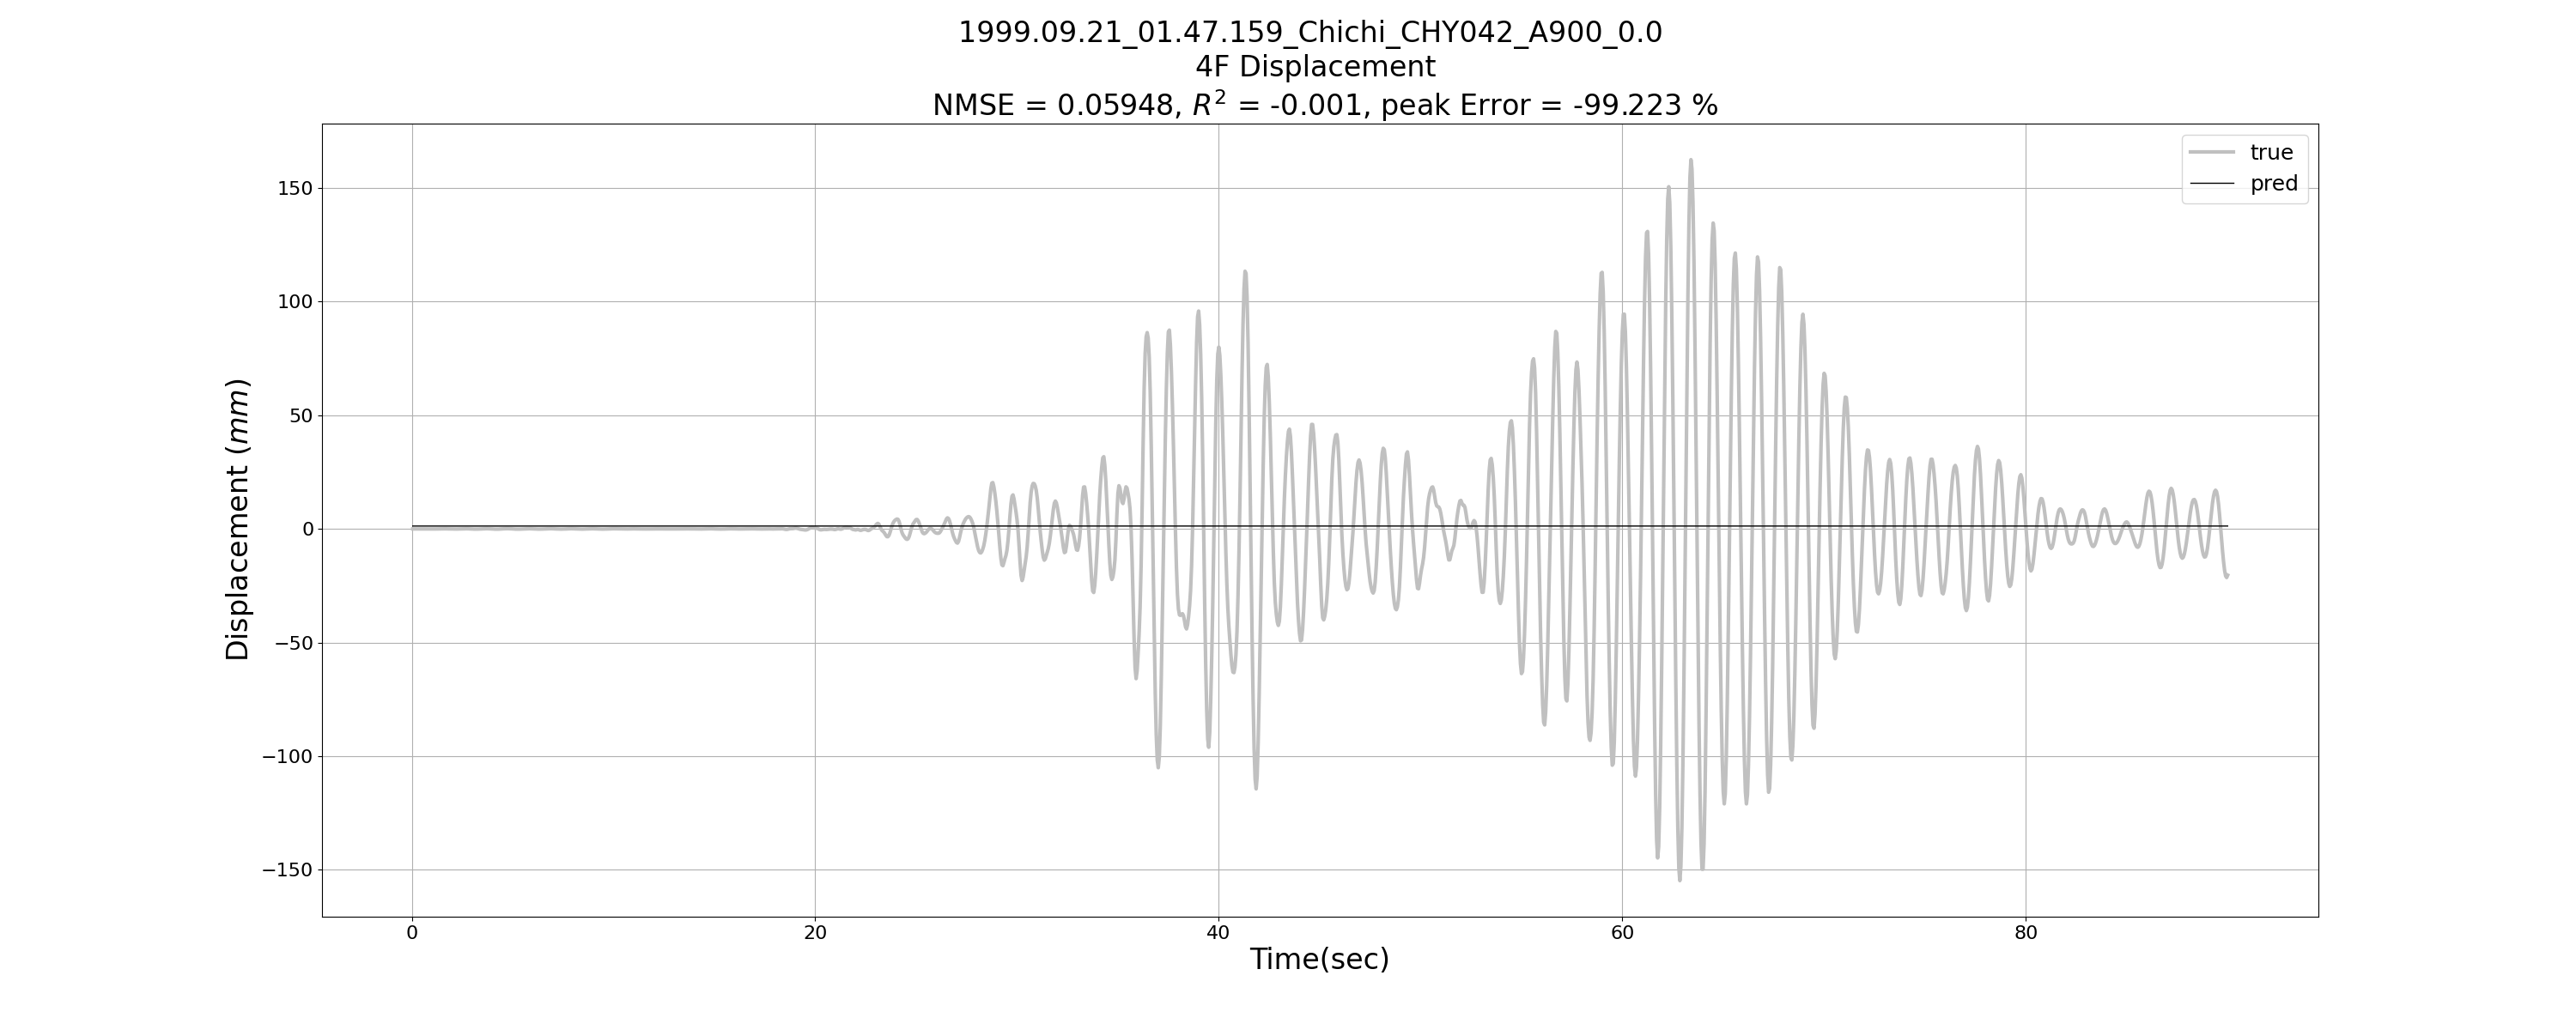 1999.09.21_01.47.159_Chichi_CHY042_A900_0.0
4F Displacement
NMSE = 0.05948, R² = -0.001, peak Error = -99.223 %
true
pred
Displacement (mm)
150
100
50
0
−50
−100
−150
0 20 40 60 80
Time(sec)